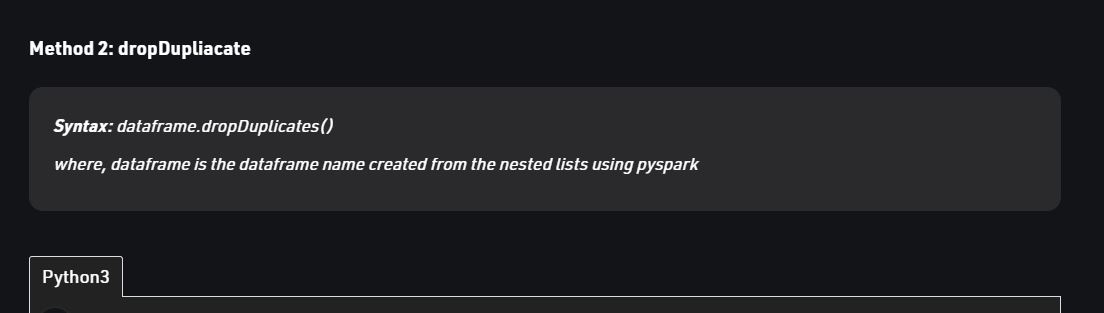 Method 2: dropDupliacate
Syntax: dataframe.dropDuplicates()
where, dataframe is the dataframe name created from the nested lists using pyspark
Python3